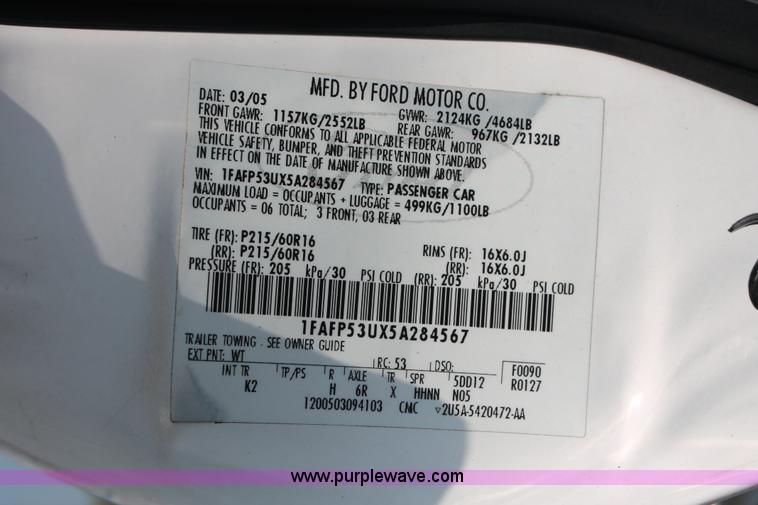 MFD. BY FORD MOTOR CO.
DATE: 03/05 GVWR: 2124KG /4684LB
FRONT GAWR: 1157KG/2552LB REAR GAWR: 967KG/2132LB
THIS VEHICLE CONFORMS TO ALL APPLICABLE FEDERAL MOTOR
VEHICLE SAFETY, BUMPER, AND THEFT PREVENTION STANDARDS
IN EFFECT ON THE DATE OF MANUFACTURE SHOWN ABOVE.
VIN: 1FAFP53UX5A284567 TYPE: PASSENGER CAR
MAXIMUM LOAD = OCCUPANTS + LUGGAGE = 499KG/1100LB
OCCUPANTS = 06 TOTAL; 3 FRONT, 03 REAR
TIRE (FR): P215/60R16 RIMS (FR): 16X6.0J
(RR): P215/60R16 (RR): 16X6.0J
PRESSURE (FR): 205 kPa/30 PSI COLD (RR): 205 kPa/30 PSI COLD
1FAFP53UX5A284567
TRAILER TOWING - SEE OWNER GUIDE
EXT PNT: WT RC: 53 DSO: F0090
INT TR TP/PS R AXLE TR SPR 5DD12 R0127
K2 H 6R X HHNN N05
1200503094103 CMC ▽2U5A-5420472-AA
www.purplewave.com